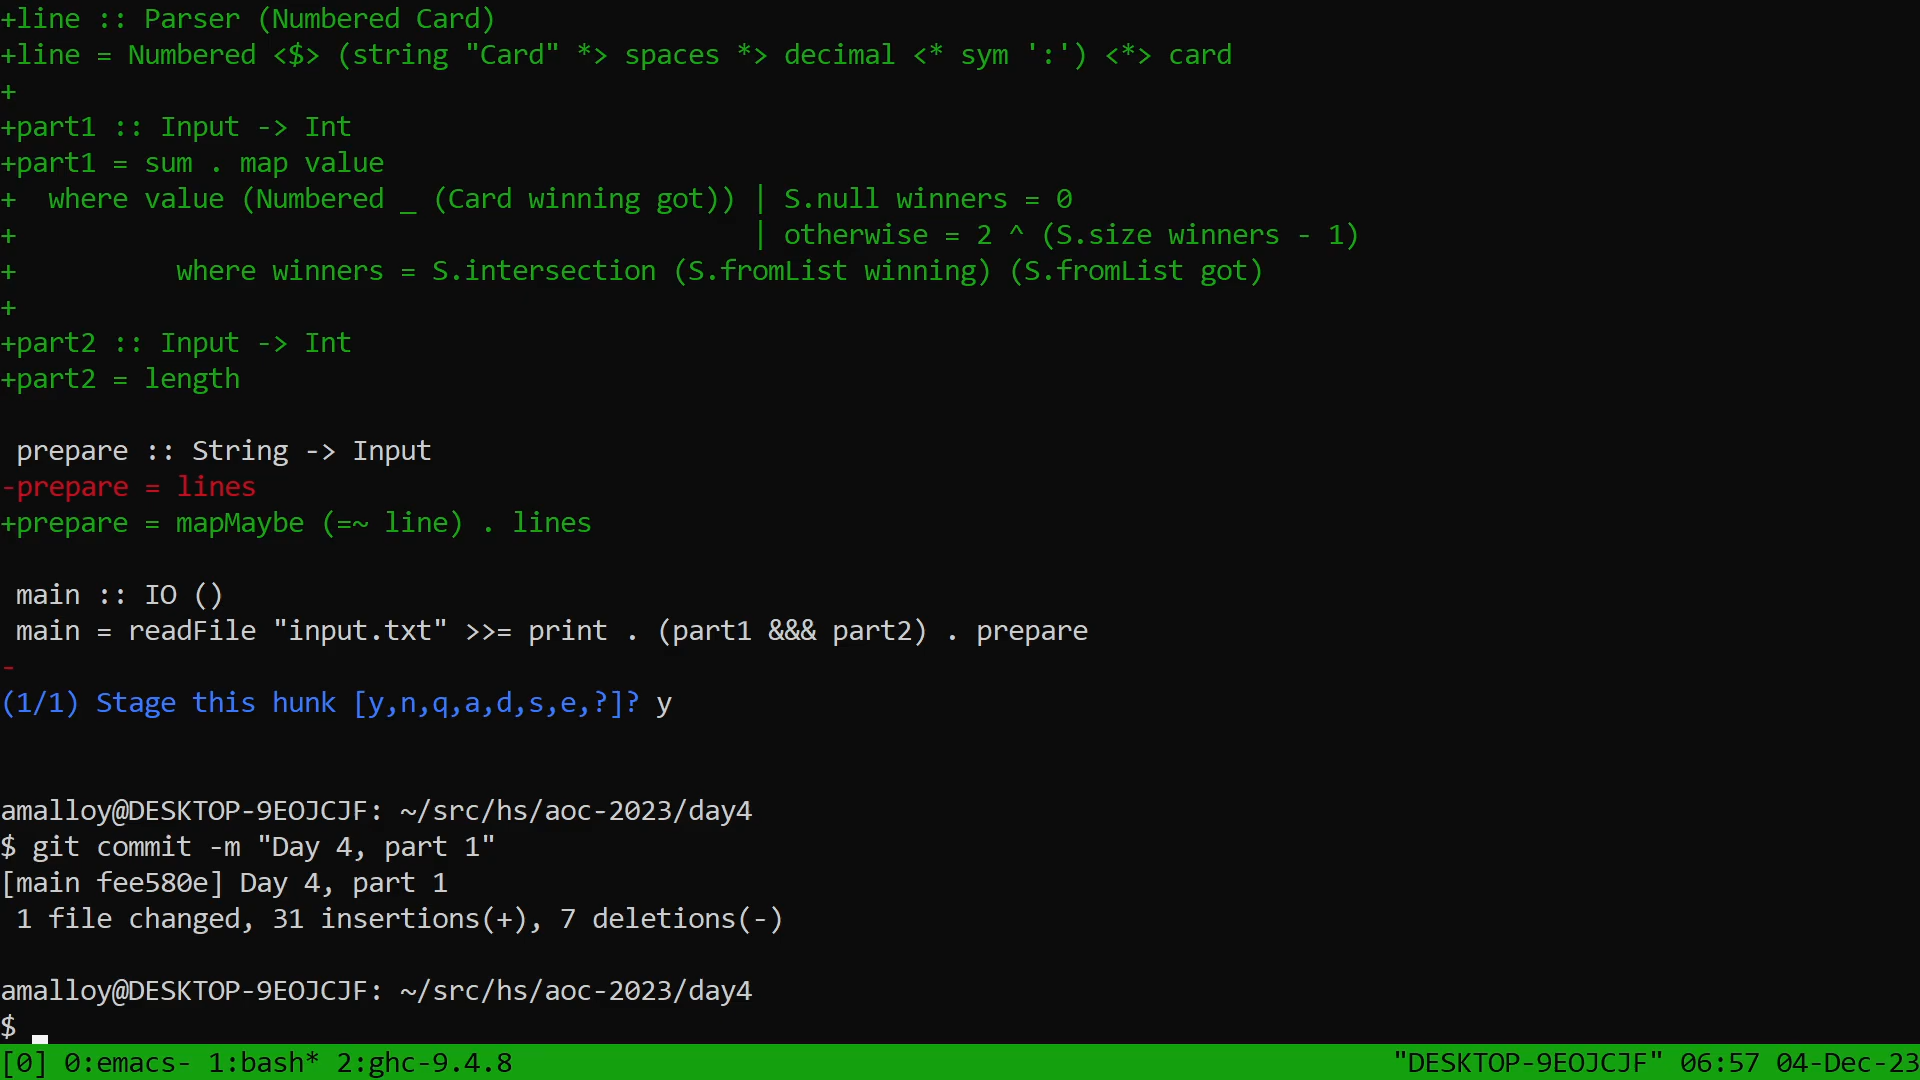 +line :: Parser (Numbered Card)
+line = Numbered <$> (string "Card" *> spaces *> decimal <* sym ':') <*> card
+
+part1 :: Input -> Int
+part1 = sum . map value
+  where value (Numbered _ (Card winning got)) | S.null winners = 0
+                                              | otherwise = 2 ^ (S.size winners - 1)
+          where winners = S.intersection (S.fromList winning) (S.fromList got)
+
+part2 :: Input -> Int
+part2 = length
 prepare :: String -> Input
-prepare = lines
+prepare = mapMaybe (=~ line) . lines
 main :: IO ()
 main = readFile "input.txt" >>= print . (part1 &&& part2) . prepare
-
(1/1) Stage this hunk [y,n,q,a,d,s,e,?]? y
amalloy@DESKTOP-9EOJCJF: ~/src/hs/aoc-2023/day4
$ git commit -m "Day 4, part 1"
[main fee580e] Day 4, part 1
 1 file changed, 31 insertions(+), 7 deletions(-)
amalloy@DESKTOP-9EOJCJF: ~/src/hs/aoc-2023/day4
$
[0] 0:emacs- 1:bash* 2:ghc-9.4.8 "DESKTOP-9EOJCJF" 06:57 04-Dec-23